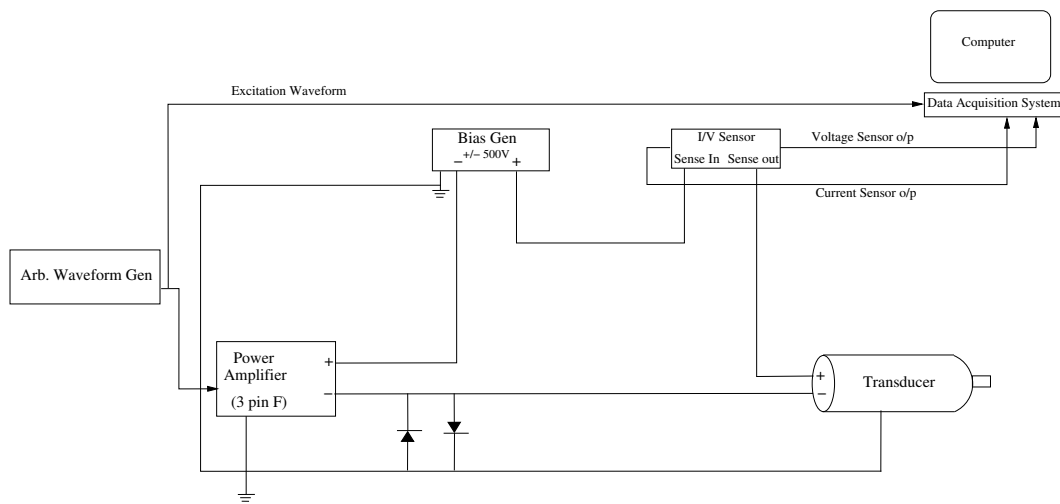 Computer
Excitation Waveform
Data Acquisition System
Bias Gen
+/− 500V
− +
I/V Sensor
Sense In Sense out
Voltage Sensor o/p
Current Sensor o/p
Arb. Waveform Gen
Power
Amplifier
(3 pin F)
+
−
+
−
Transducer